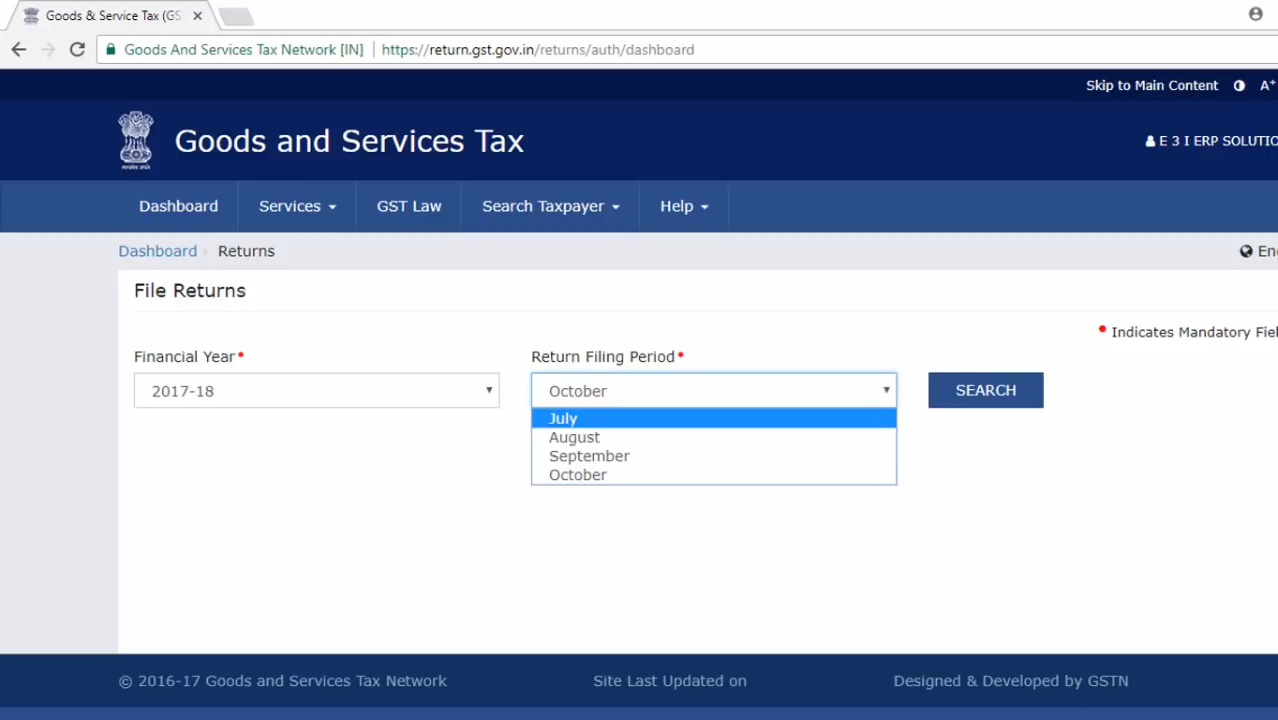 Goods & Service Tax (GS
Goods And Services Tax Network [IN] https://return.gst.gov.in/returns/auth/dashboard
Skip to Main Content A+
Goods and Services Tax
E 3 I ERP SOLUTIO
Dashboard Services GST Law Search Taxpayer Help
Dashboard Returns En
File Returns
• Indicates Mandatory Fiel
Financial Year• Return Filing Period•
2017-18 October SEARCH
July
August
September
October
© 2016-17 Goods and Services Tax Network Site Last Updated on Designed & Developed by GSTN